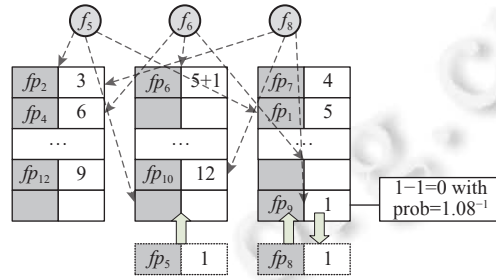 f5 f6 f8
fp2 3 fp6 5+1 fp7 4
fp4 6 fp1 5
... ... ...
fp12 9 fp10 12
fp9 1
1−1=0 with
prob=1.08⁻¹
fp5 1 fp8 1